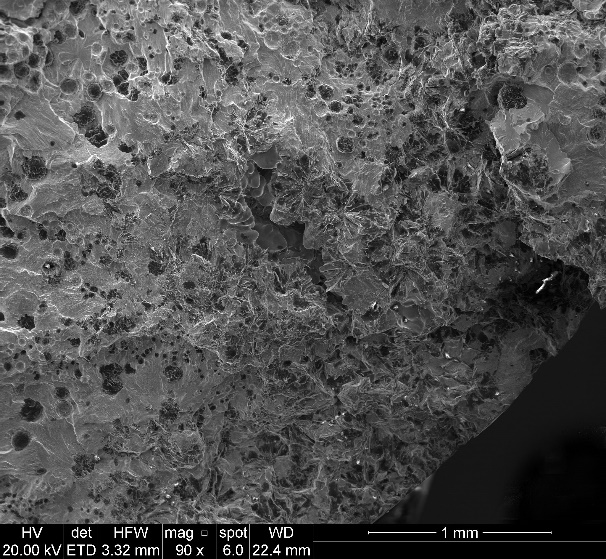 HV det HFW mag □ spot WD
20.00 kV ETD 3.32 mm 90 x 6.0 22.4 mm
1 mm